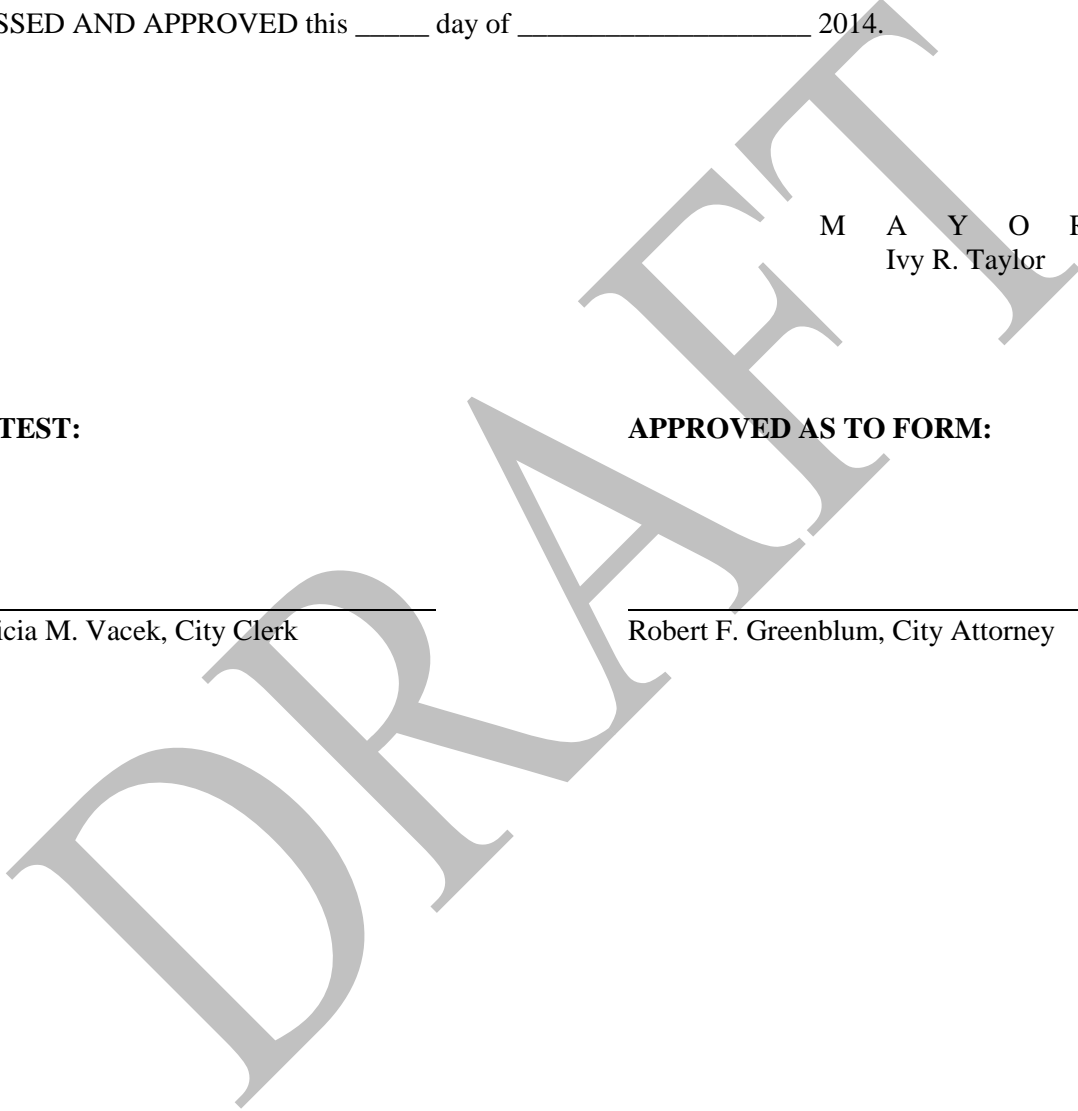 SSED AND APPROVED this _____ day of ____________________ 2014.
M A Y O R
Ivy R. Taylor
TEST:
APPROVED AS TO FORM:
icia M. Vacek, City Clerk
Robert F. Greenblum, City Attorney
DRAFT